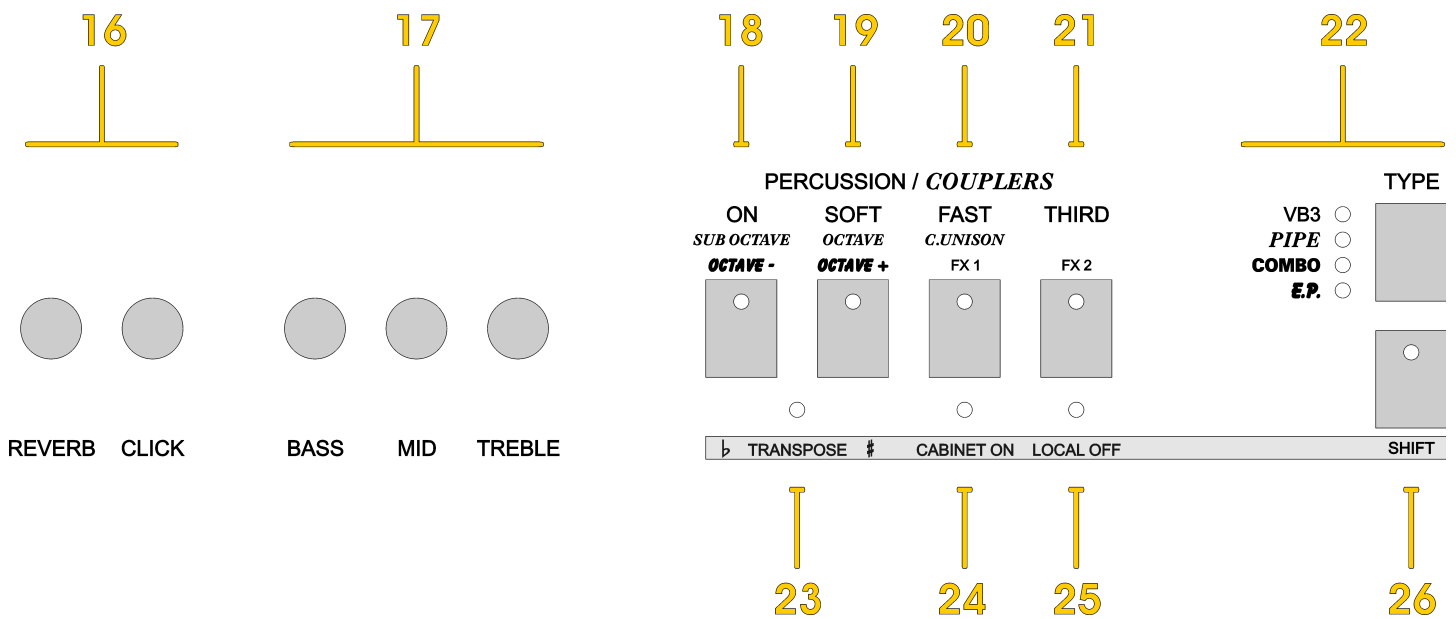 16 17 18 19 20 21 22
PERCUSSION / COUPLERS TYPE
ON SOFT FAST THIRD VB3
SUB OCTAVE OCTAVE C.UNISON PIPE
OCTAVE - OCTAVE + FX 1 FX 2 COMBO
E.P.
REVERB CLICK BASS MID TREBLE ♭ TRANSPOSE ♯ CABINET ON LOCAL OFF SHIFT
23 24 25 26